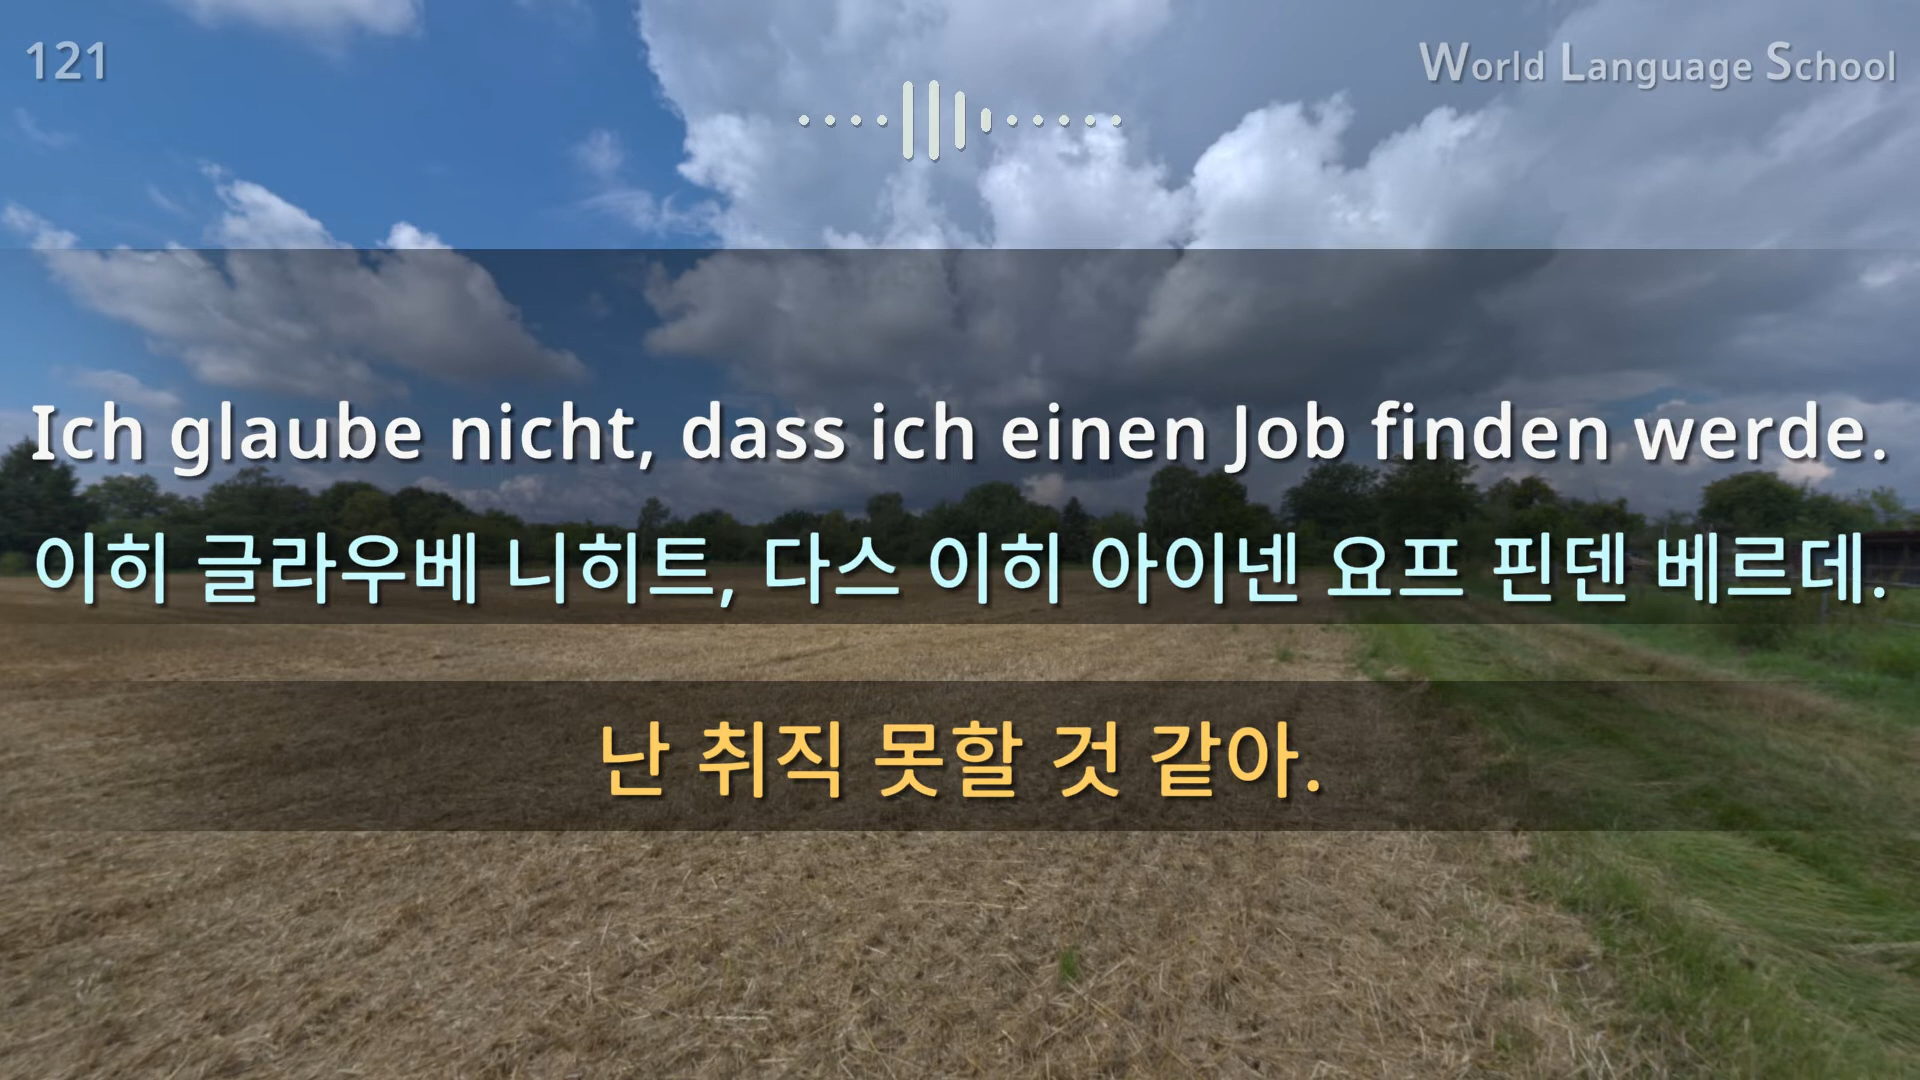 121
World Language School
Ich glaube nicht, dass ich einen Job finden werde.
이히 글라우베 니히트, 다스 이히 아이넨 요프 핀덴 베르데.
난 취직 못할 것 같아.